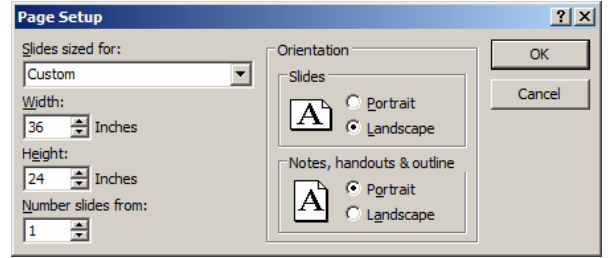 Page Setup
Slides sized for:
Custom
Width:
36 Inches
Height:
24 Inches
Number slides from:
1
Orientation
Slides
A
Portrait
Landscape
Notes, handouts & outline
A
Portrait
Landscape
OK
Cancel